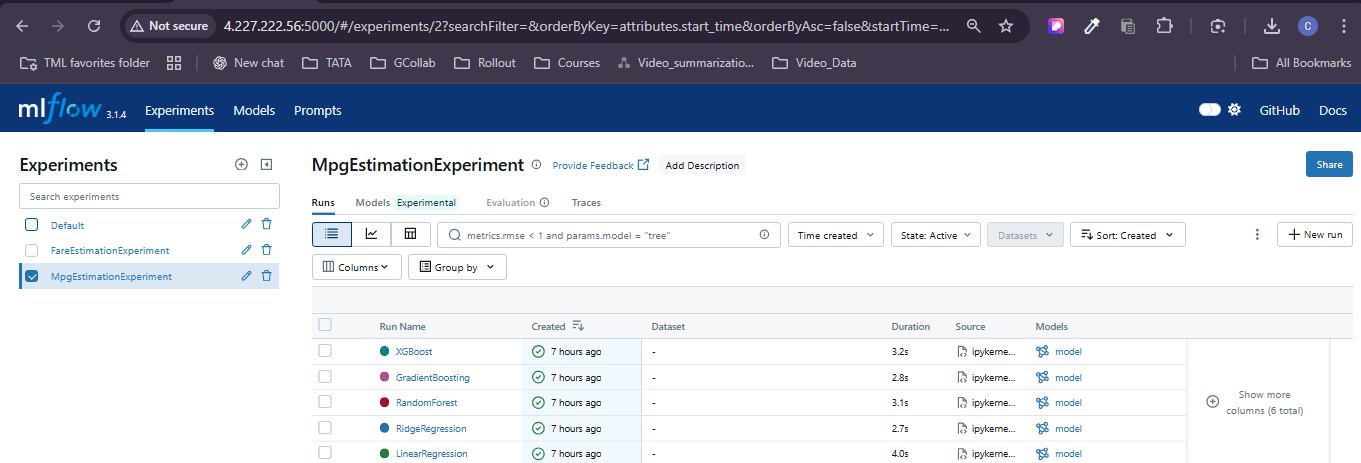 Not secure 4.227.222.56:5000/#/experiments/2?searchFilter=&orderByKey=attributes.start_time&orderByAsc=false&startTime=...
C
TML favorites folder New chat TATA GCollab Rollout Courses Video_summarizatio... Video_Data All Bookmarks
mlflow 3.1.4 Experiments Models Prompts GitHub Docs
Experiments
Search experiments
Default
FareEstimationExperiment
MpgEstimationExperiment
MpgEstimationExperiment Provide Feedback Add Description Share
Runs Models Experimental Evaluation Traces
metrics.rmse < 1 and params.model = "tree" Time created State: Active Datasets Sort: Created New run
Columns Group by
Run Name Created Dataset Duration Source Models
XGBoost 7 hours ago - 3.2s ipykerne... model
GradientBoosting 7 hours ago - 2.8s ipykerne... model
RandomForest 7 hours ago - 3.1s ipykerne... model
RidgeRegression 7 hours ago - 2.7s ipykerne... model
LinearRegression 7 hours ago - 4.0s ipykerne... model
Show more
columns (6 total)